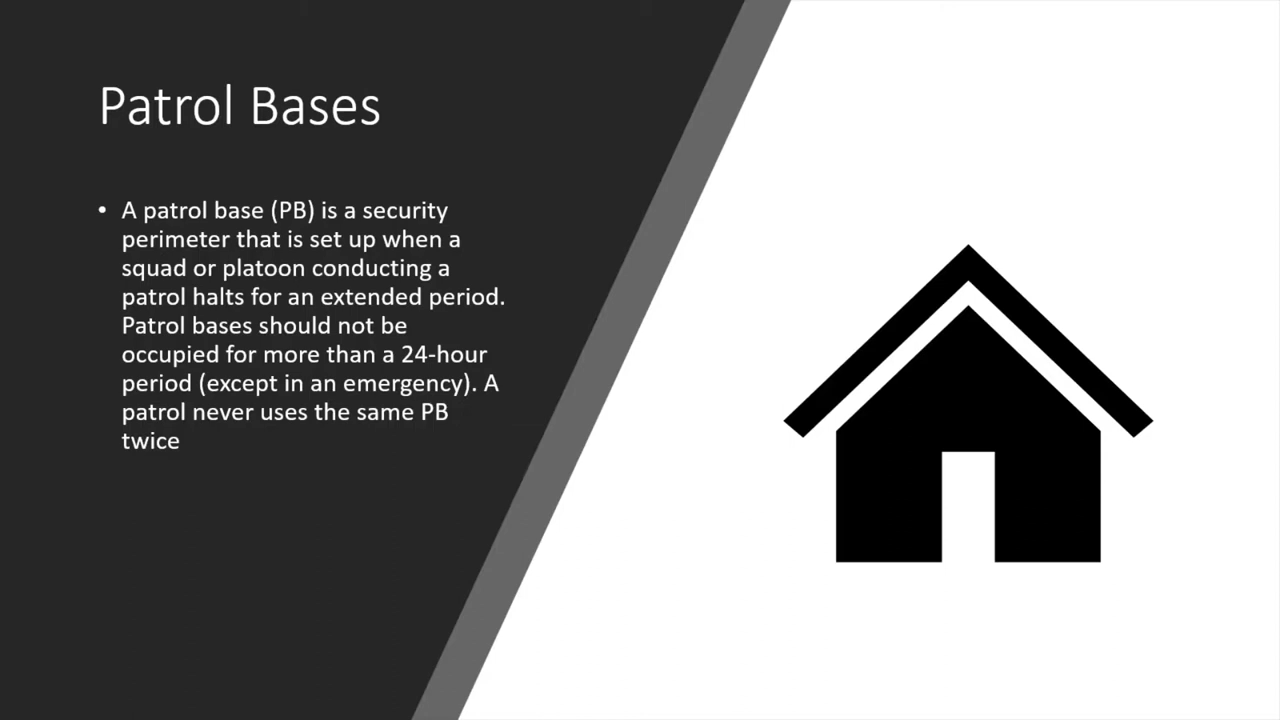 Patrol Bases
• A patrol base (PB) is a security
perimeter that is set up when a
squad or platoon conducting a
patrol halts for an extended period.
Patrol bases should not be
occupied for more than a 24-hour
period (except in an emergency). A
patrol never uses the same PB
twice